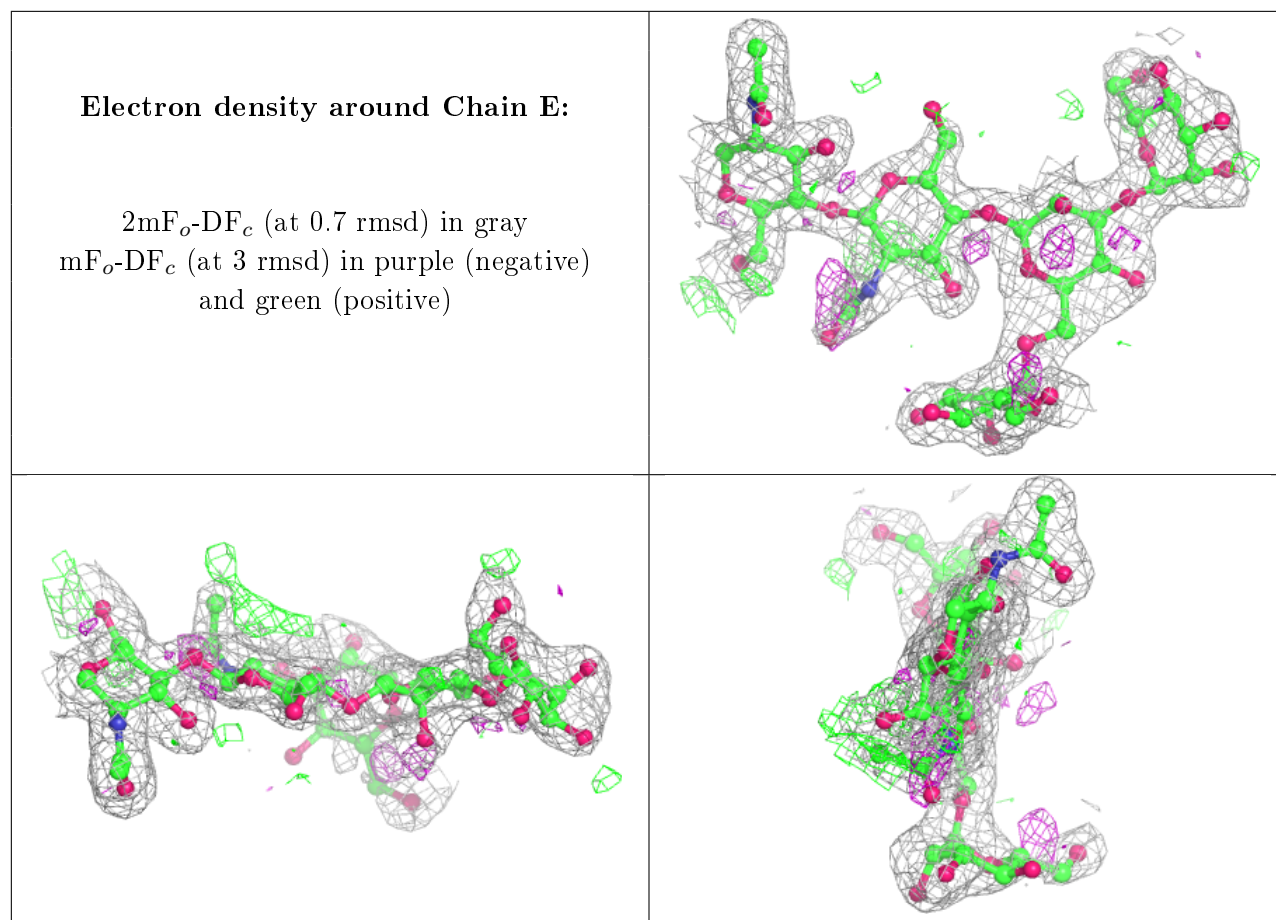 Electron density around Chain E:
2mFₒ-DF𝒸 (at 0.7 rmsd) in gray
mFₒ-DF𝒸 (at 3 rmsd) in purple (negative)
and green (positive)